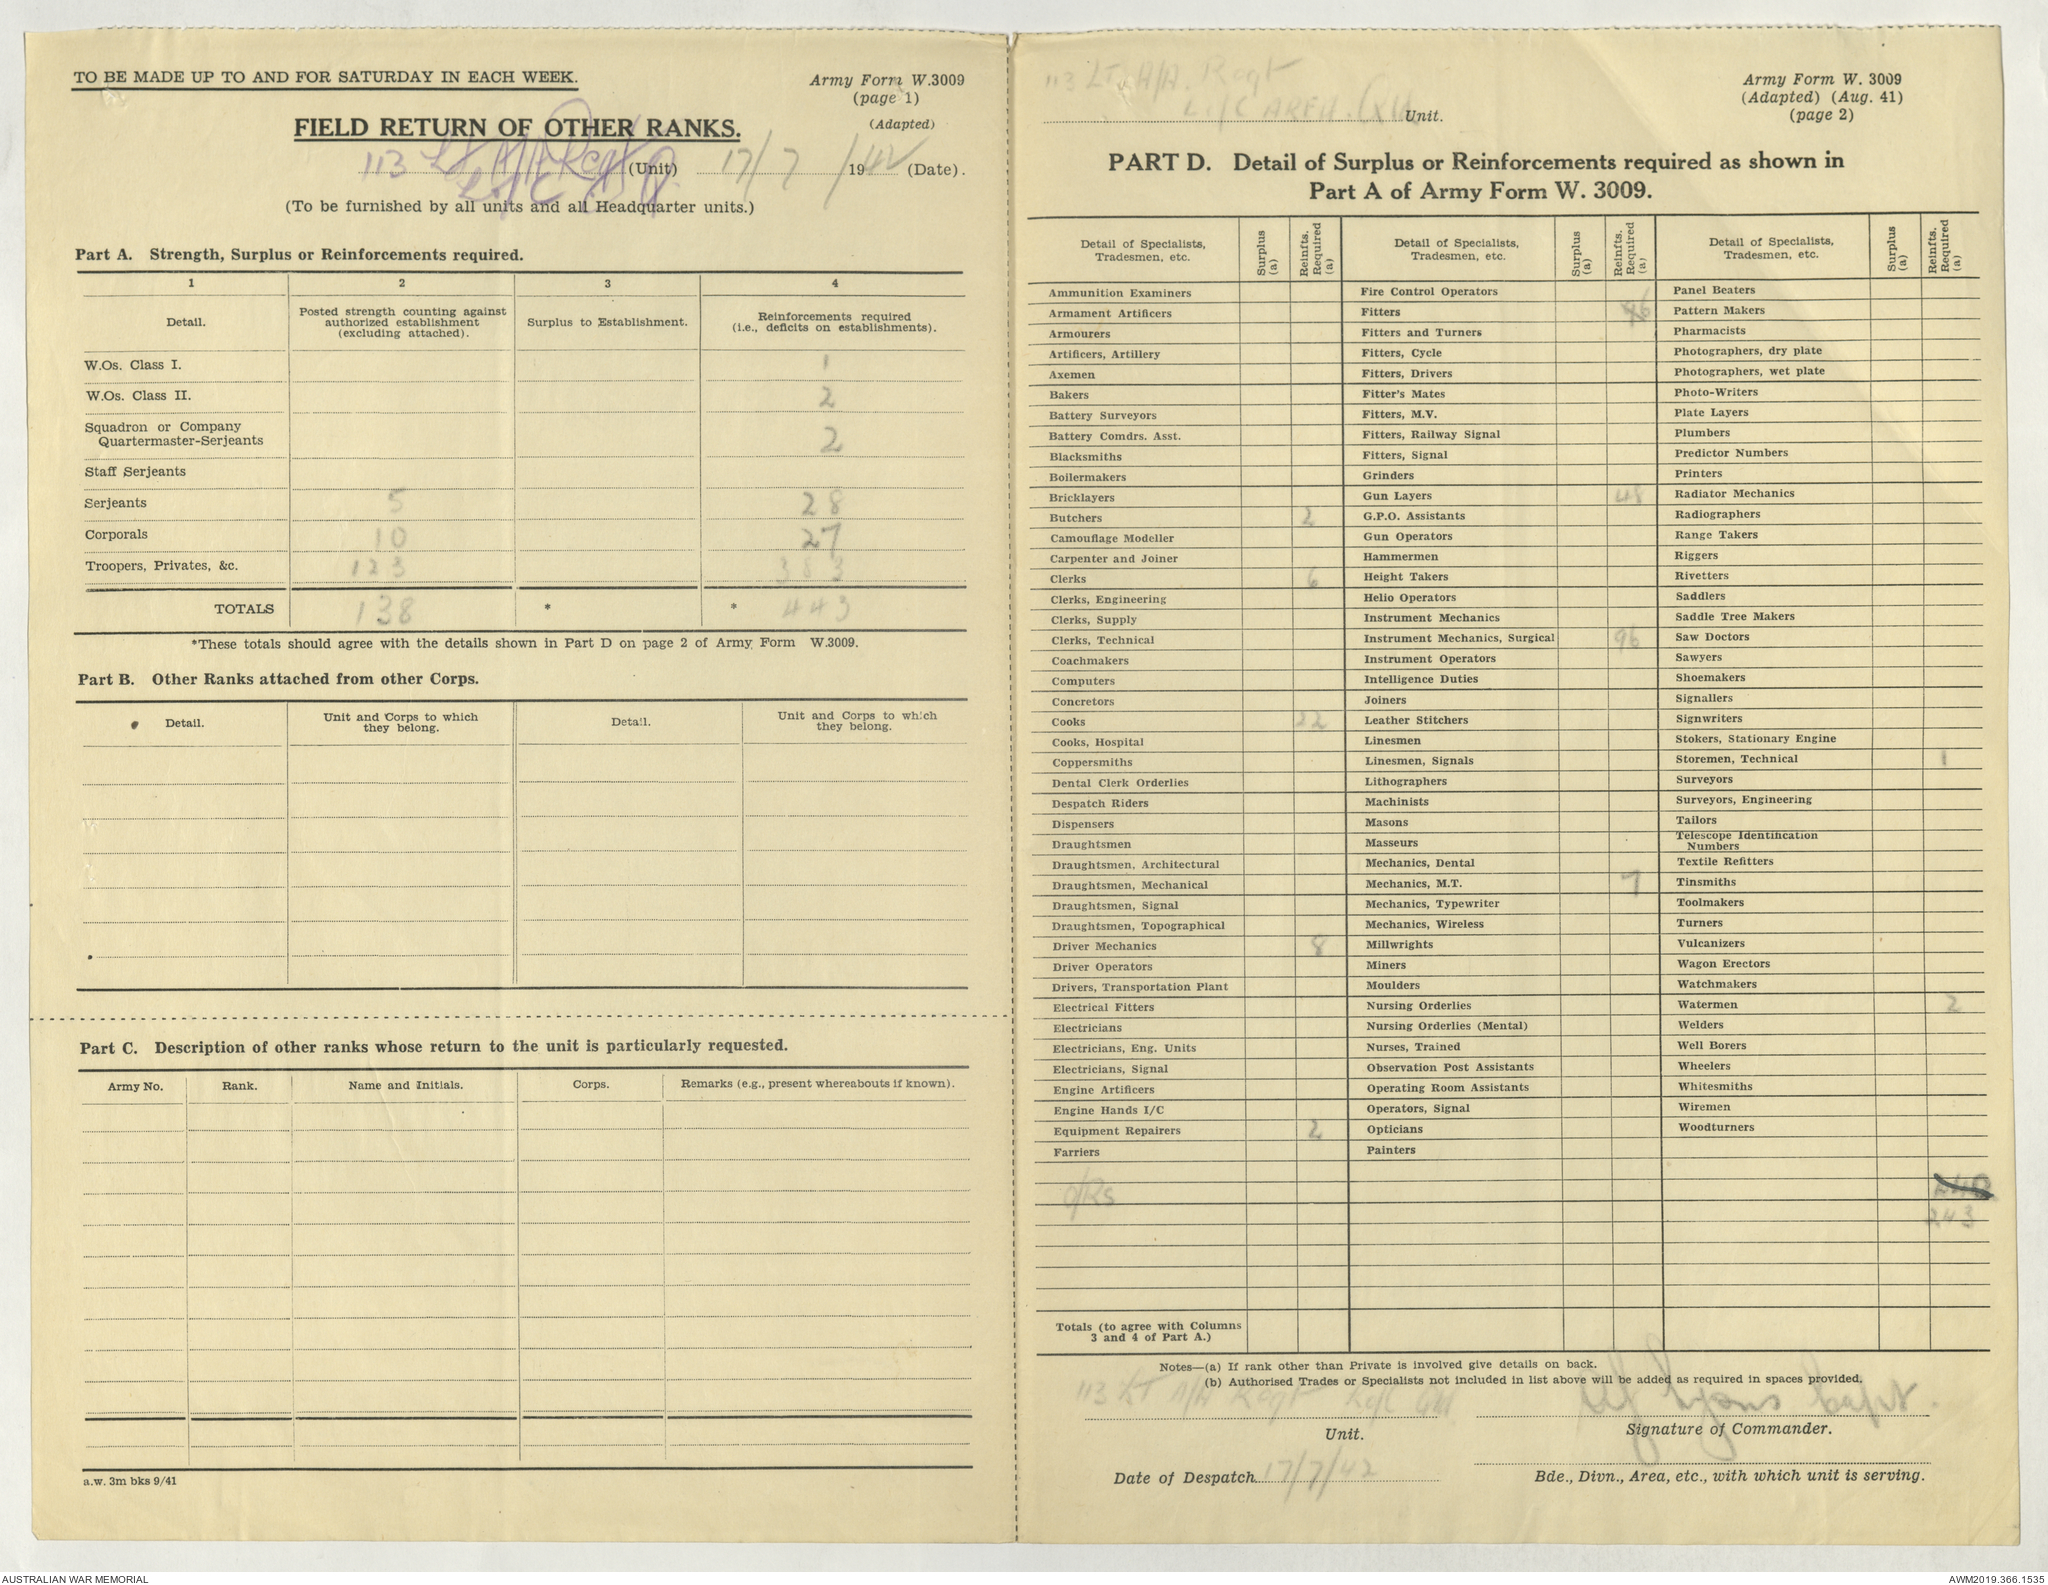 TO BE MADE UP TO AND FOR SATURDAY IN EACH WEEK.
Army Form W.3009
(page 1)
(Adapted)
FIELD RETURN OF OTHER RANKS.
113 Lt A/A Regt (Unit) 17/7/1942 (Date).
(To be furnished by all units and all Headquarter units.)
Part A. Strength, Surplus or Reinforcements required.
1 2 3 4
Detail. Posted strength counting against authorized establishment (excluding attached). Surplus to Establishment. Reinforcements required (i.e., deficits on establishments).
W.Os. Class I. 1
W.Os. Class II. 2
Squadron or Company
Quartermaster-Serjeants 2
Staff Serjeants
Serjeants 5 28
Corporals 10 27
Troopers, Privates, &c. 123 383
TOTALS 138 * * 443
*These totals should agree with the details shown in Part D on page 2 of Army Form W.3009.
Part B. Other Ranks attached from other Corps.
Detail. Unit and Corps to which they belong. Detail. Unit and Corps to which they belong.
Part C. Description of other ranks whose return to the unit is particularly requested.
Army No. Rank. Name and Initials. Corps. Remarks (e.g., present whereabouts if known).
a.w. 3m bks 9/41
113 LT A/A. Regt
L of C AREA. Unit.
Army Form W. 3009
(Adapted) (Aug. 41)
(page 2)
PART D. Detail of Surplus or Reinforcements required as shown in
Part A of Army Form W. 3009.
Detail of Specialists, Tradesmen, etc. Surplus (a) Reinfts. Required (a)
Ammunition Examiners
Armament Artificers
Armourers
Artificers, Artillery
Axemen
Bakers
Battery Surveyors
Battery Comdrs. Asst.
Blacksmiths
Boilermakers
Bricklayers
Butchers 2
Camouflage Modeller
Carpenter and Joiner
Clerks 6
Clerks, Engineering
Clerks, Supply
Clerks, Technical
Coachmakers
Computers
Concretors
Cooks 22
Cooks, Hospital
Coppersmiths
Dental Clerk Orderlies
Despatch Riders
Dispensers
Draughtsmen
Draughtsmen, Architectural
Draughtsmen, Mechanical
Draughtsmen, Signal
Draughtsmen, Topographical
Driver Mechanics 8
Driver Operators
Drivers, Transportation Plant
Electrical Fitters
Electricians
Electricians, Eng. Units
Electricians, Signal
Engine Artificers
Engine Hands I/C
Equipment Repairers 2
Farriers
O/Rs
Detail of Specialists, Tradesmen, etc. Surplus (a) Reinfts. Required (a)
Fire Control Operators
Fitters 6
Fitters and Turners
Fitters, Cycle
Fitters, Drivers
Fitter's Mates
Fitters, M.V.
Fitters, Railway Signal
Fitters, Signal
Grinders
Gun Layers 48
G.P.O. Assistants
Gun Operators
Hammermen
Height Takers
Helio Operators
Instrument Mechanics
Instrument Mechanics, Surgical 96
Instrument Operators
Intelligence Duties
Joiners
Leather Stitchers
Linesmen
Linesmen, Signals
Lithographers
Machinists
Masons
Masseurs
Mechanics, Dental
Mechanics, M.T. 7
Mechanics, Typewriter
Mechanics, Wireless
Millwrights
Miners
Moulders
Nursing Orderlies
Nursing Orderlies (Mental)
Nurses, Trained
Observation Post Assistants
Operating Room Assistants
Operators, Signal
Opticians
Painters
Detail of Specialists, Tradesmen, etc. Surplus (a) Reinfts. Required (a)
Panel Beaters
Pattern Makers
Pharmacists
Photographers, dry plate
Photographers, wet plate
Photo-Writers
Plate Layers
Plumbers
Predictor Numbers
Printers
Radiator Mechanics
Radiographers
Range Takers
Riggers
Rivetters
Saddlers
Saddle Tree Makers
Saw Doctors
Sawyers
Shoemakers
Signallers
Signwriters
Stokers, Stationary Engine
Storemen, Technical 1
Surveyors
Surveyors, Engineering
Tailors
Telescope Identification
Numbers
Textile Refitters
Tinsmiths
Toolmakers
Turners
Vulcanizers
Wagon Erectors
Watchmakers
Watermen 2
Welders
Well Borers
Wheelers
Whitesmiths
Wiremen
Woodturners
240
243
Totals (to agree with Columns
3 and 4 of Part A.)
Notes—(a) If rank other than Private is involved give details on back.
(b) Authorised Trades or Specialists not included in list above will be added as required in spaces provided.
113 LT A/A Regt
Unit.
Capt.
Signature of Commander.
Date of Despatch 17/7/42
Bde., Divn., Area, etc., with which unit is serving.
AUSTRALIAN WAR MEMORIAL
AWM2019.366.1535